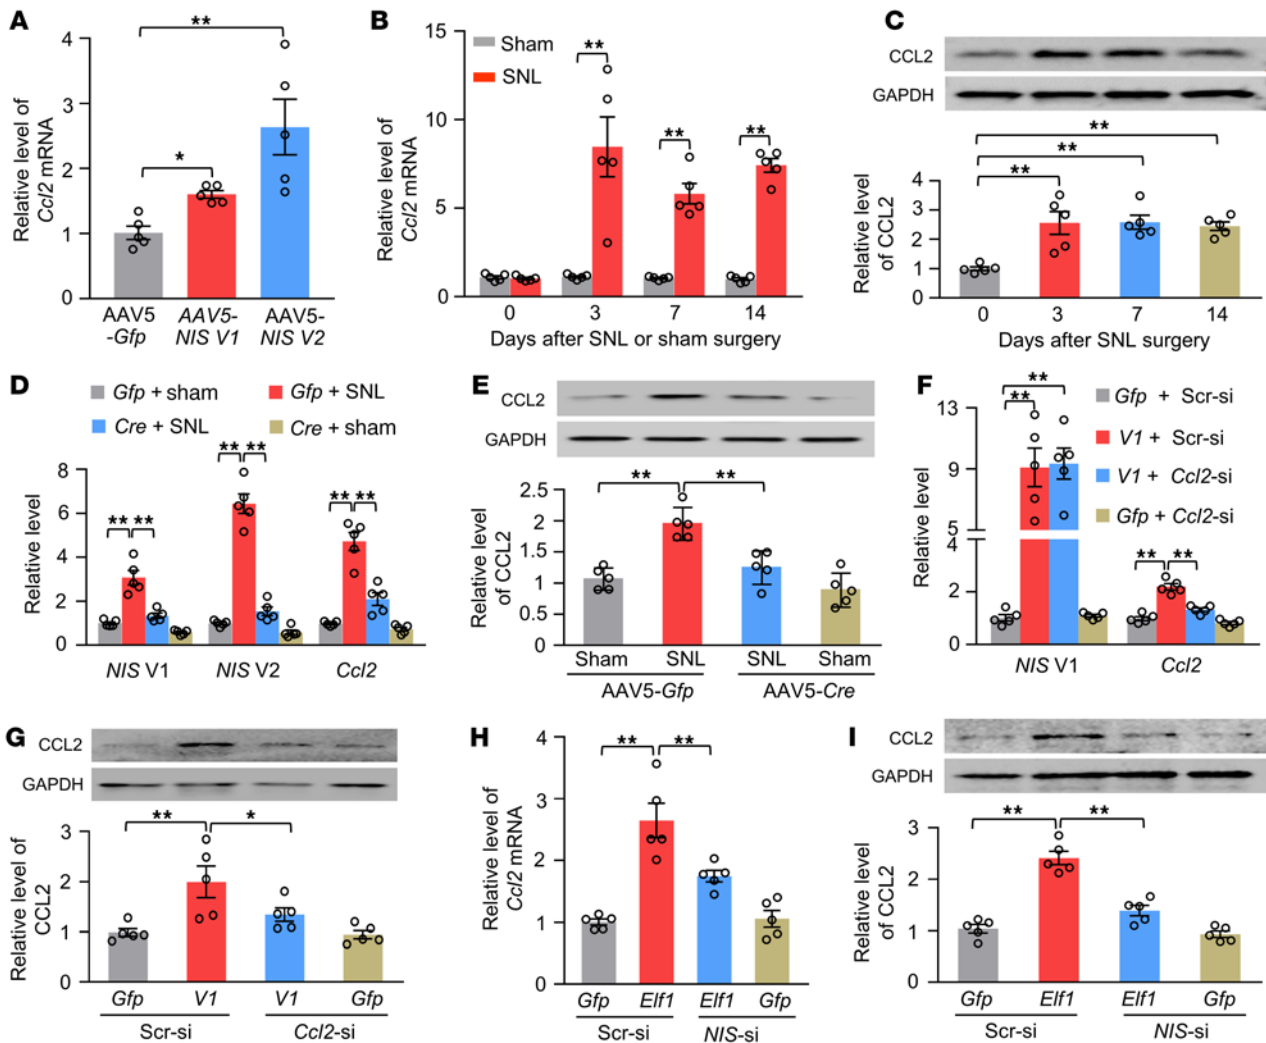 A
Relative level of
Ccl2 mRNA
4
3
2
1
0
**
*
AAV5
-Gfp
AAV5-
NIS V1
AAV5-
NIS V2
B
Relative level of
Ccl2 mRNA
15
10
5
0
Sham
SNL
**
**
**
0 3 7 14
Days after SNL or sham surgery
C
CCL2
GAPDH
Relative level
of CCL2
4
3
2
1
0
**
**
**
0 3 7 14
Days after SNL surgery
D
Gfp + sham
Gfp + SNL
Cre + SNL
Cre + sham
Relative level
8
6
4
2
0
** **
** **
** **
NIS V1 NIS V2 Ccl2
E
CCL2
GAPDH
Relative level
of CCL2
2.5
2
1.5
1
0.5
0
** **
Sham SNL SNL Sham
AAV5-Gfp AAV5-Cre
F
Relative level
13
9
5
4
2
0
**
**
** **
Gfp + Scr-si
V1 + Scr-si
V1 + Ccl2-si
Gfp + Ccl2-si
NIS V1 Ccl2
G
CCL2
GAPDH
Relative level of
CCL2
3
2
1
0
** *
Gfp V1 V1 Gfp
Scr-si Ccl2-si
H
Relative level of
Ccl2 mRNA
4
3
2
1
0
** **
Gfp Elf1 Elf1 Gfp
Scr-si NIS-si
I
CCL2
GAPDH
Relative level
of CCL2
3
2
1
0
** **
Gfp Elf1 Elf1 Gfp
Scr-si NIS-si